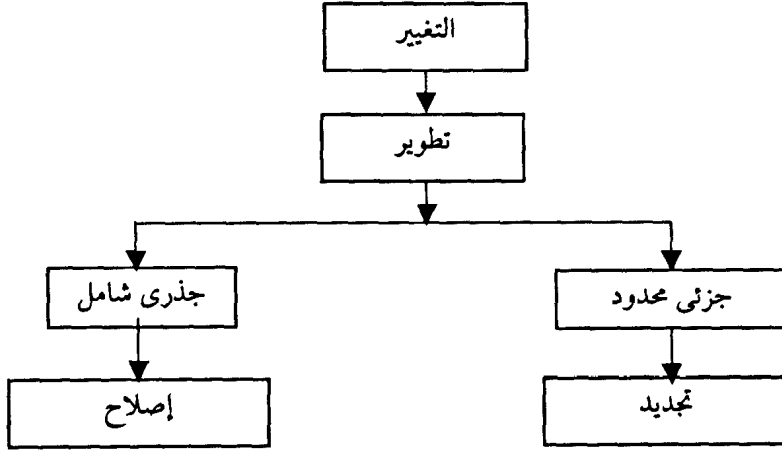 التغيير
تطوير
جزئى محدود
جذرى شامل
تجديد
إصلاح